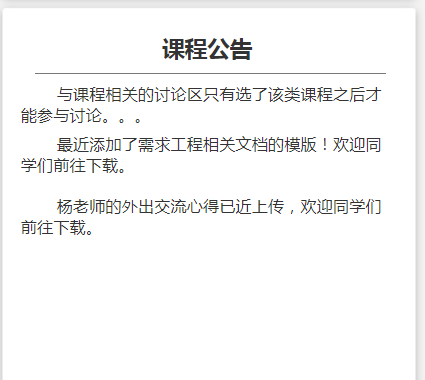 课程公告
与课程相关的讨论区只有选了该类课程之后才
能参与讨论。。。
最近添加了需求工程相关文档的模版！欢迎同
学们前往下载。
杨老师的外出交流心得已近上传，欢迎同学们
前往下载。